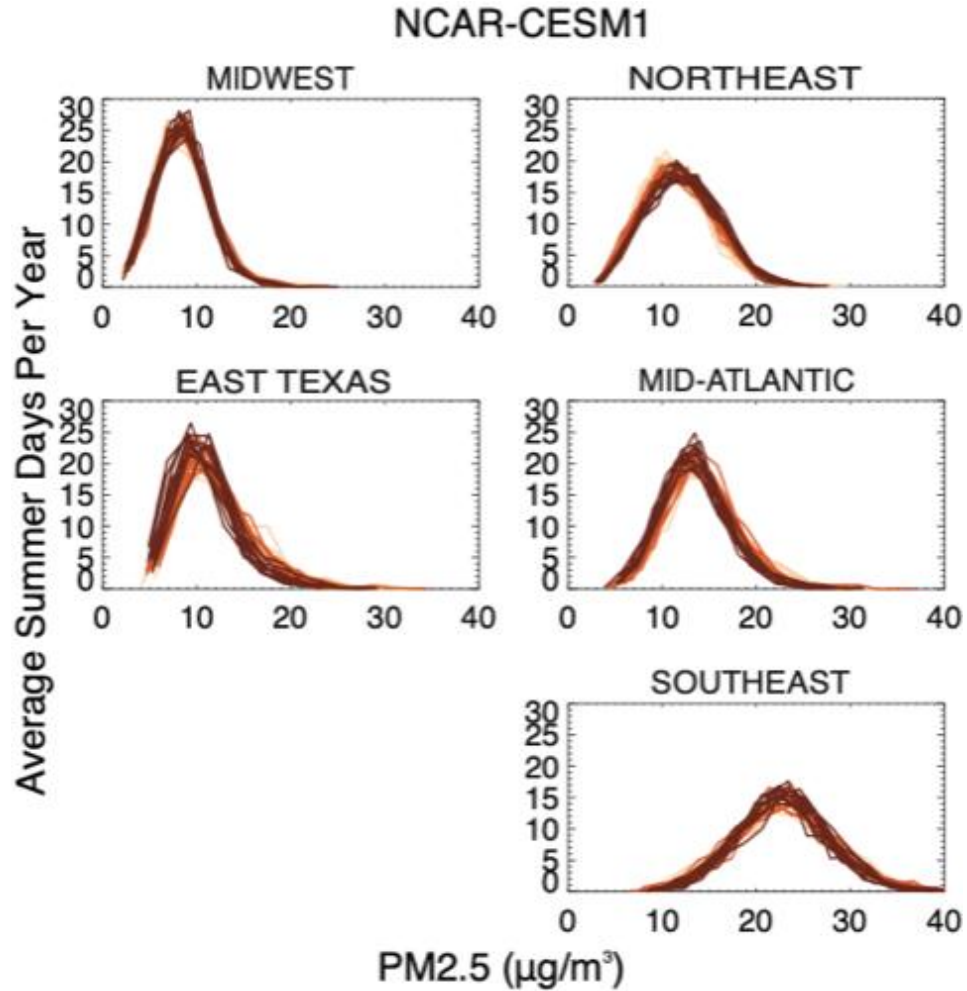 NCAR-CESM1
MIDWEST
30
25
20
15
10
5
0
0 10 20 30 40
NORTHEAST
30
25
20
15
10
5
0
0 10 20 30 40
EAST TEXAS
30
25
20
15
10
5
0
0 10 20 30 40
MID-ATLANTIC
30
25
20
15
10
5
0
0 10 20 30 40
SOUTHEAST
30
25
20
15
10
5
0
0 10 20 30 40
Average Summer Days Per Year
PM2.5 (µg/m³)